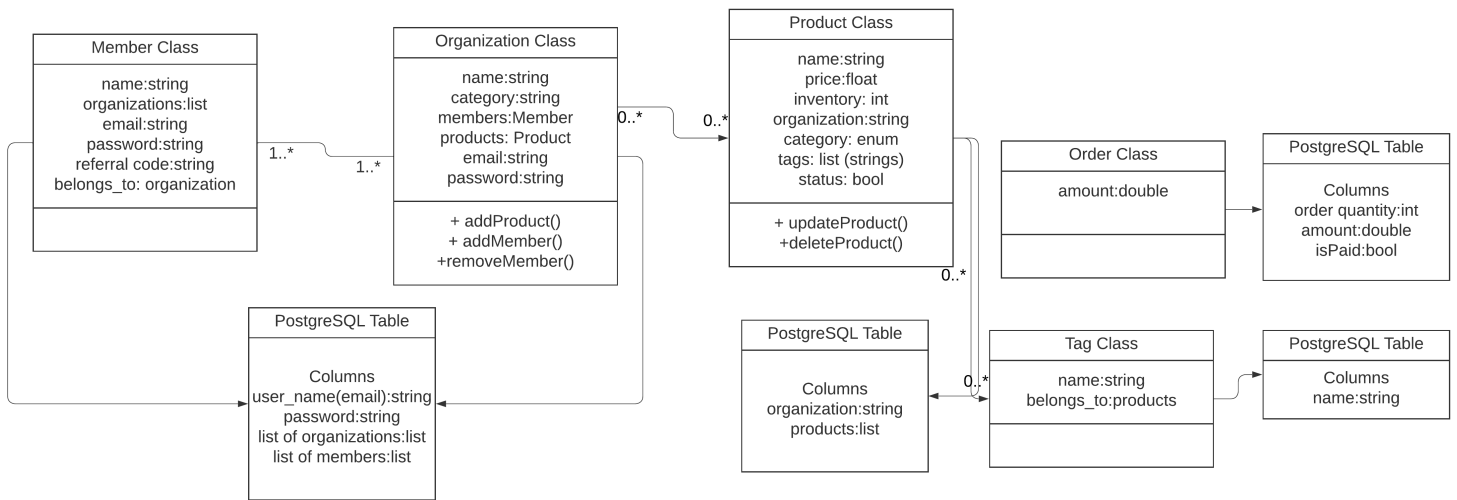 Member Class
name:string
organizations:list
email:string
password:string
referral code:string
belongs_to: organization
1..*
1..*
Organization Class
name:string
category:string
members:Member
products: Product
email:string
password:string
+ addProduct()
+ addMember()
+removeMember()
0..*
0..*
Product Class
name:string
price:float
inventory: int
organization:string
category: enum
tags: list (strings)
status: bool
+ updateProduct()
+deleteProduct()
0..*
0..*
Order Class
amount:double
PostgreSQL Table
Columns
order quantity:int
amount:double
isPaid:bool
PostgreSQL Table
Columns
user_name(email):string
password:string
list of organizations:list
list of members:list
PostgreSQL Table
Columns
organization:string
products:list
Tag Class
name:string
belongs_to:products
PostgreSQL Table
Columns
name:string